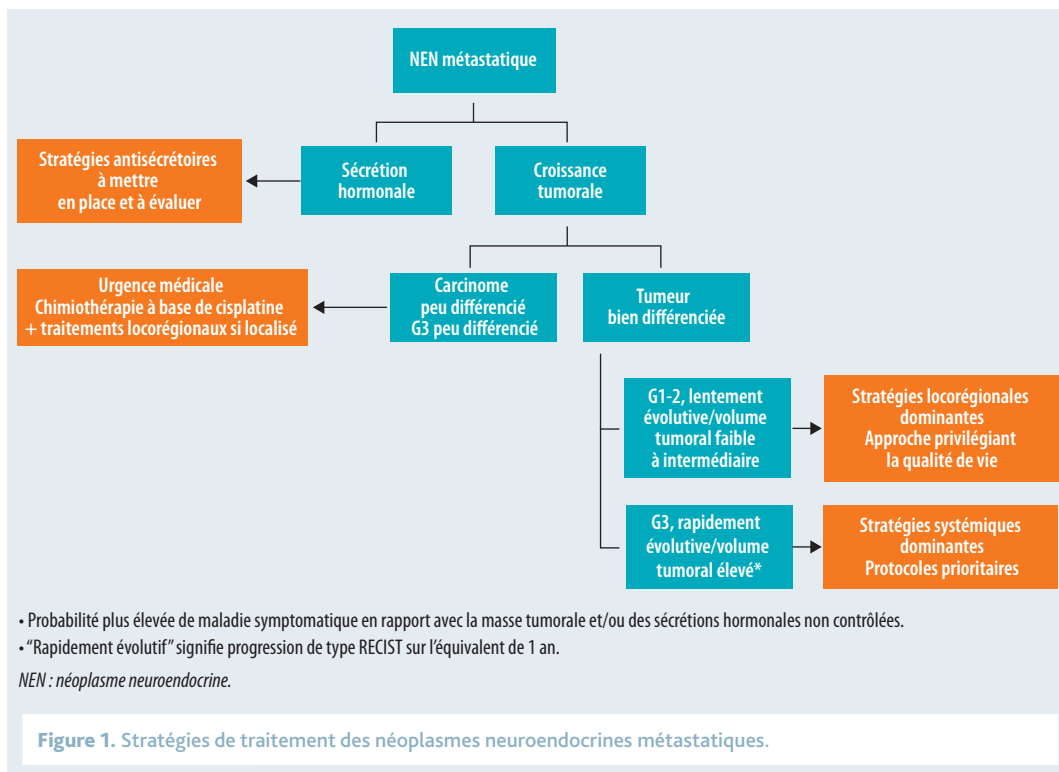 NEN métastatique
Stratégies antisécrétoires
à mettre
en place et à évaluer
Sécrétion
hormonale
Croissance
tumorale
Urgence médicale
Chimiothérapie à base de cisplatine
+ traitements locorégionaux si localisé
Carcinome
peu différencié
G3 peu différencié
Tumeur
bien différenciée
G1-2, lentement
évolutive/volume
tumoral faible
à intermédiaire
Stratégies locorégionales
dominantes
Approche privilégiant
la qualité de vie
G3, rapidement
évolutive/volume
tumoral élevé*
Stratégies systémiques
dominantes
Protocoles prioritaires
• Probabilité plus élevée de maladie symptomatique en rapport avec la masse tumorale et/ou des sécrétions hormonales non contrôlées.
• “Rapidement évolutif” signifie progression de type RECIST sur l’équivalent de 1 an.
NEN : néoplasme neuroendocrine.
Figure 1. Stratégies de traitement des néoplasmes neuroendocrines métastatiques.